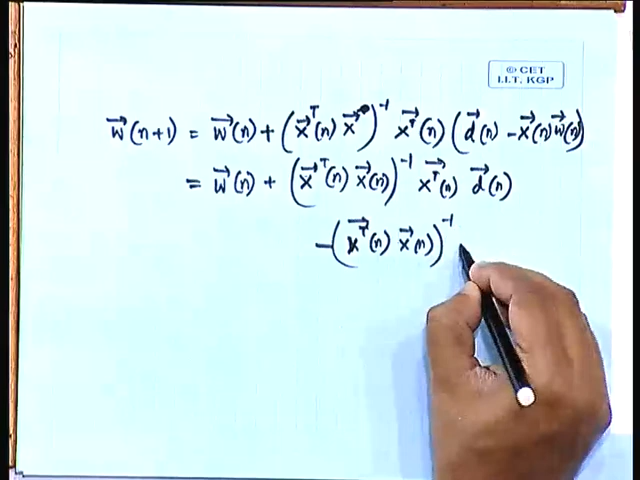 © CET
I.I.T. KGP
w⃗(n+1) = w⃗(n) + (x⃗ᵀ(n) x⃗ )⁻¹ x⃗ᵀ(n) (d⃗(n) − x⃗(n) w⃗(n))
= w⃗(n) + (x⃗ᵀ(n) x⃗(n))⁻¹ x⃗ᵀ(n) d⃗(n)
−(x⃗ᵀ(n) x⃗(n))⁻¹